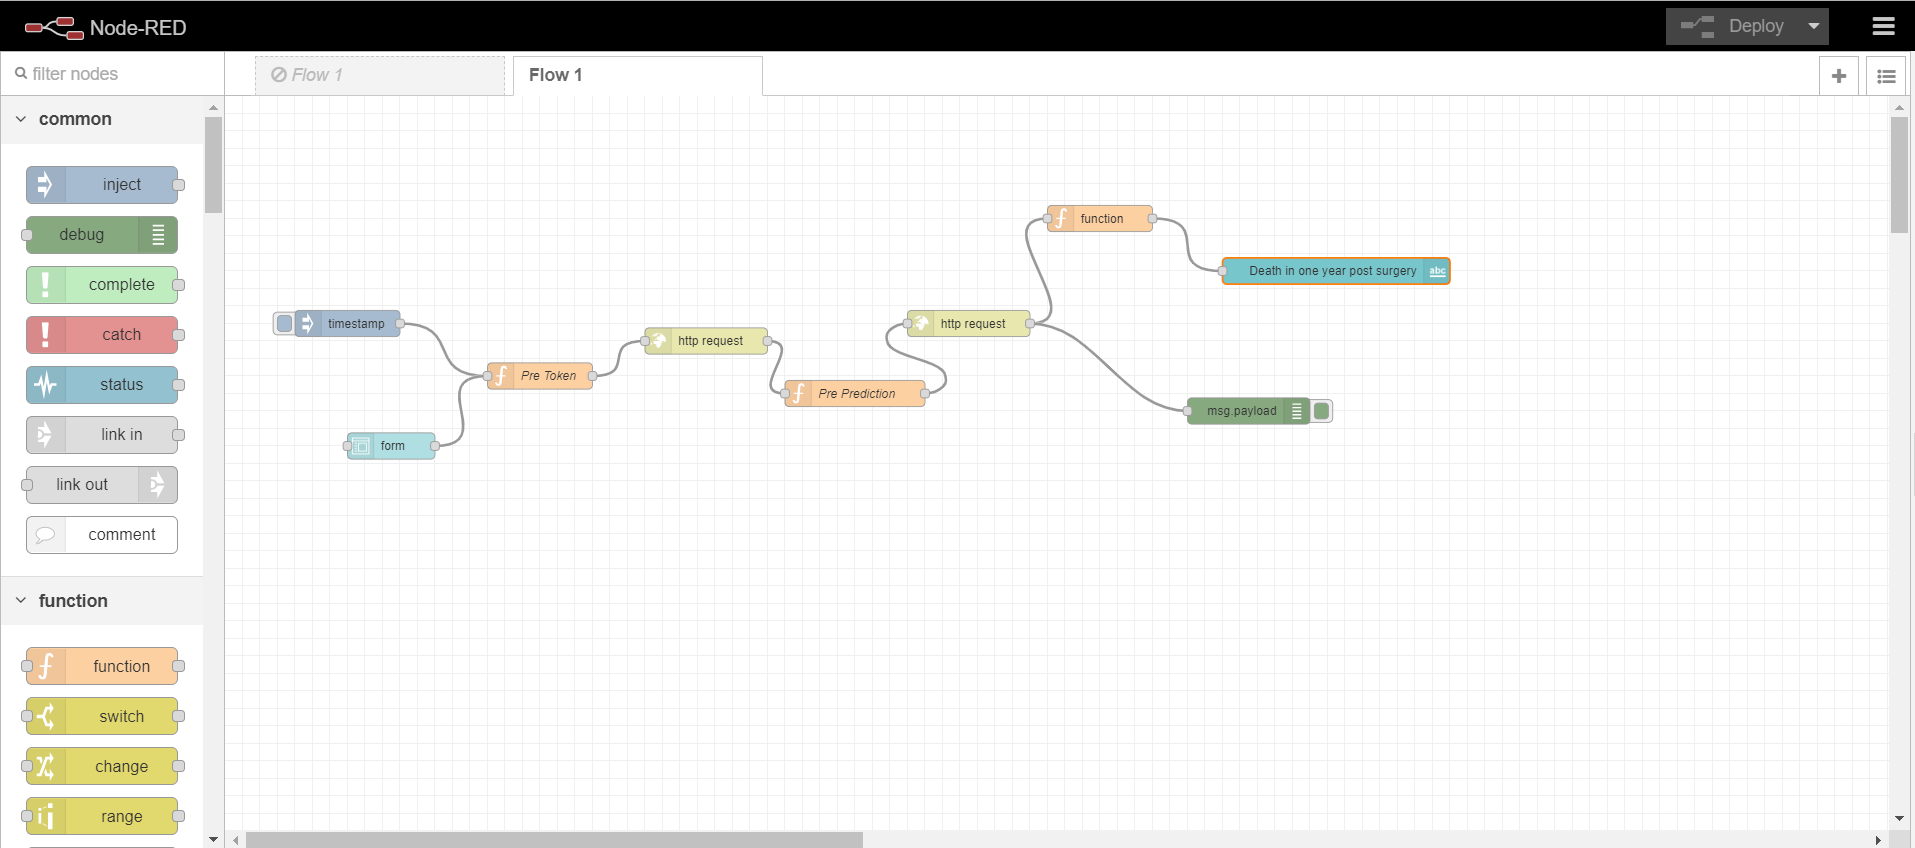 Node-RED
Deploy
filter nodes
Flow 1
Flow 1
common
inject
debug
complete
catch
status
link in
link out
comment
function
function
switch
change
range
function
Death in one year post surgery
abc
timestamp
http request
http request
Pre Token
Pre Prediction
msg.payload
form